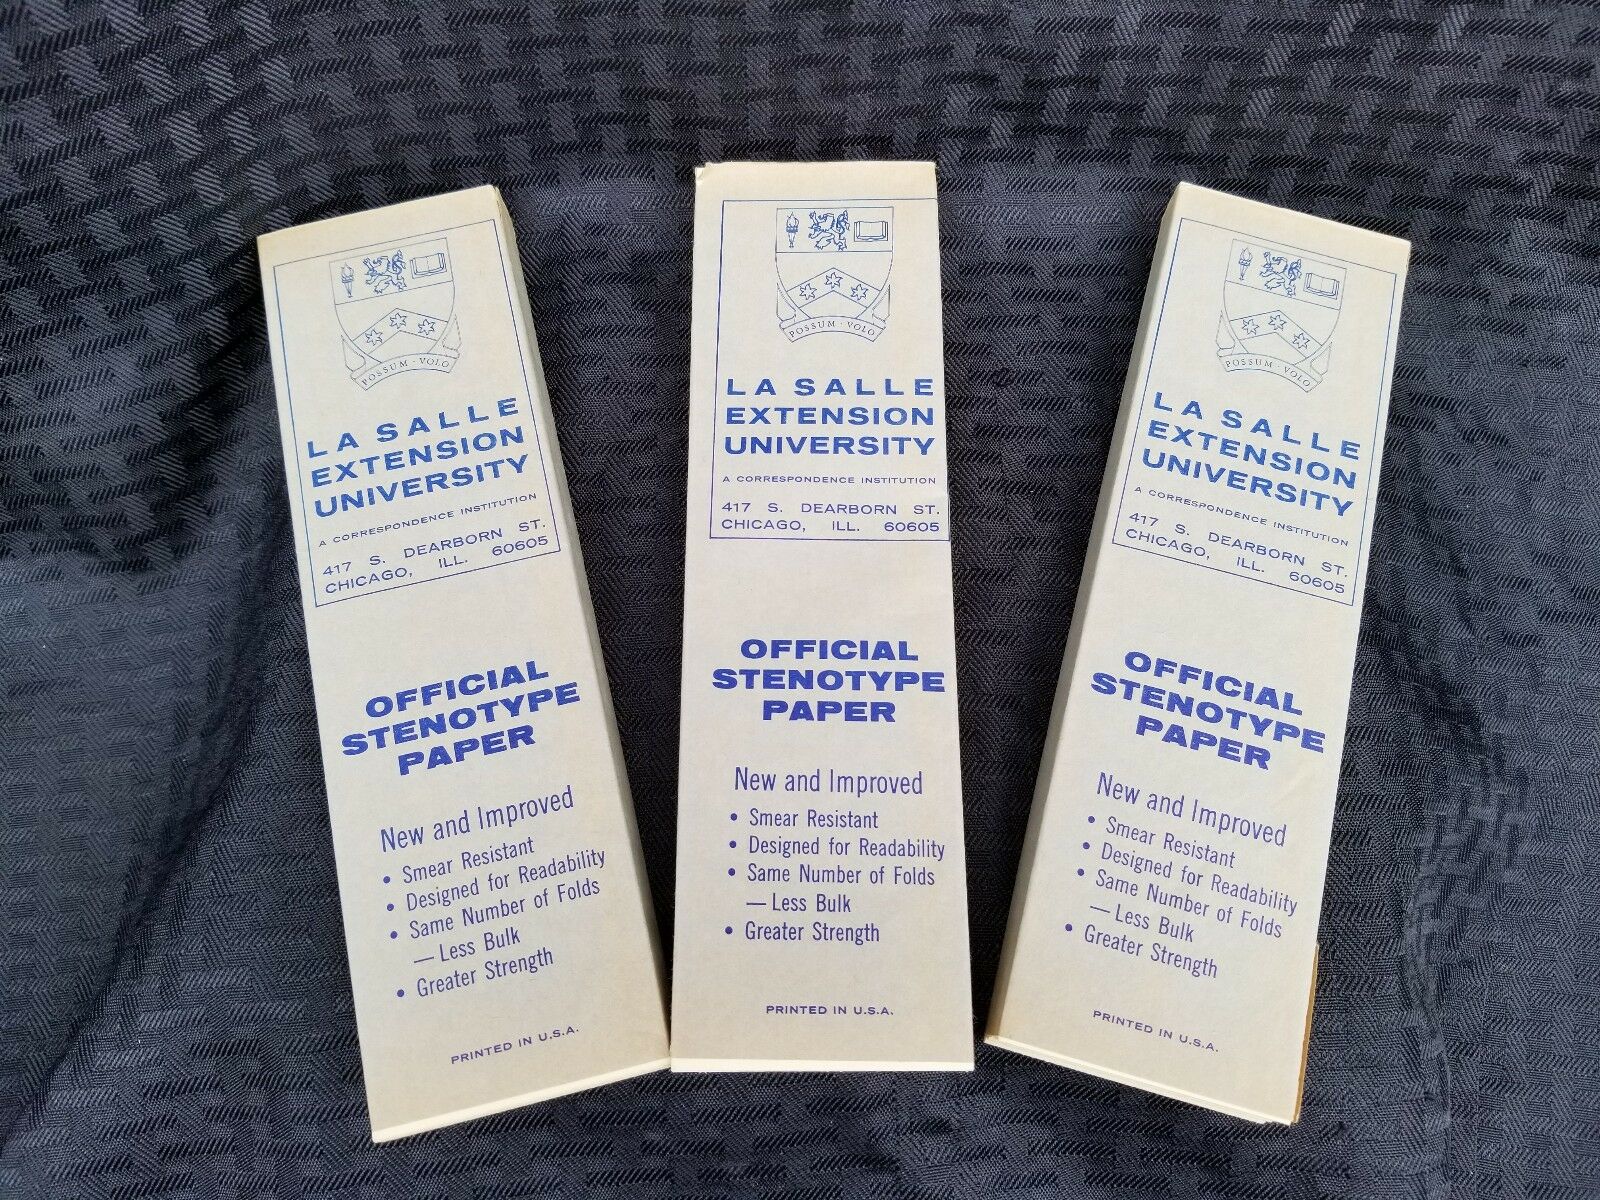 POSSUM · VOLO
LA SALLE
EXTENSION
UNIVERSITY
A CORRESPONDENCE INSTITUTION
417 S. DEARBORN ST.
CHICAGO, ILL. 60605
OFFICIAL
STENOTYPE
PAPER
New and Improved
• Smear Resistant
• Designed for Readability
• Same Number of Folds
— Less Bulk
• Greater Strength
PRINTED IN U.S.A.
POSSUM · VOLO
LA SALLE
EXTENSION
UNIVERSITY
A CORRESPONDENCE INSTITUTION
417 S. DEARBORN ST.
CHICAGO, ILL. 60605
OFFICIAL
STENOTYPE
PAPER
New and Improved
• Smear Resistant
• Designed for Readability
• Same Number of Folds
— Less Bulk
• Greater Strength
PRINTED IN U.S.A.
POSSUM · VOLO
LA SALLE
EXTENSION
UNIVERSITY
A CORRESPONDENCE INSTITUTION
417 S. DEARBORN ST.
CHICAGO, ILL. 60605
OFFICIAL
STENOTYPE
PAPER
New and Improved
• Smear Resistant
• Designed for Readability
• Same Number of Folds
— Less Bulk
• Greater Strength
PRINTED IN U.S.A.